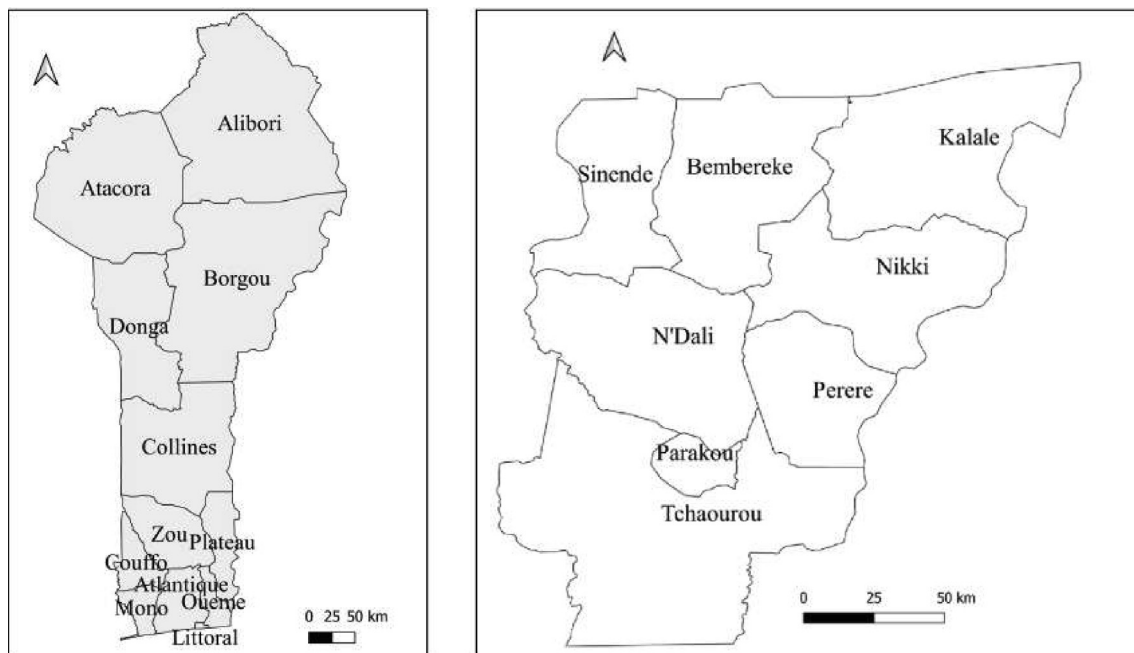 Alibori
Atacora
Borgou
Donga
Collines
Zou
Plateau
Couffo
Atlantique
Oueme
Mono
Littoral
0 25 50 km
Kalale
Bembereke
Sinende
Nikki
N'Dali
Perere
Parakou
Tchaourou
0 25 50 km